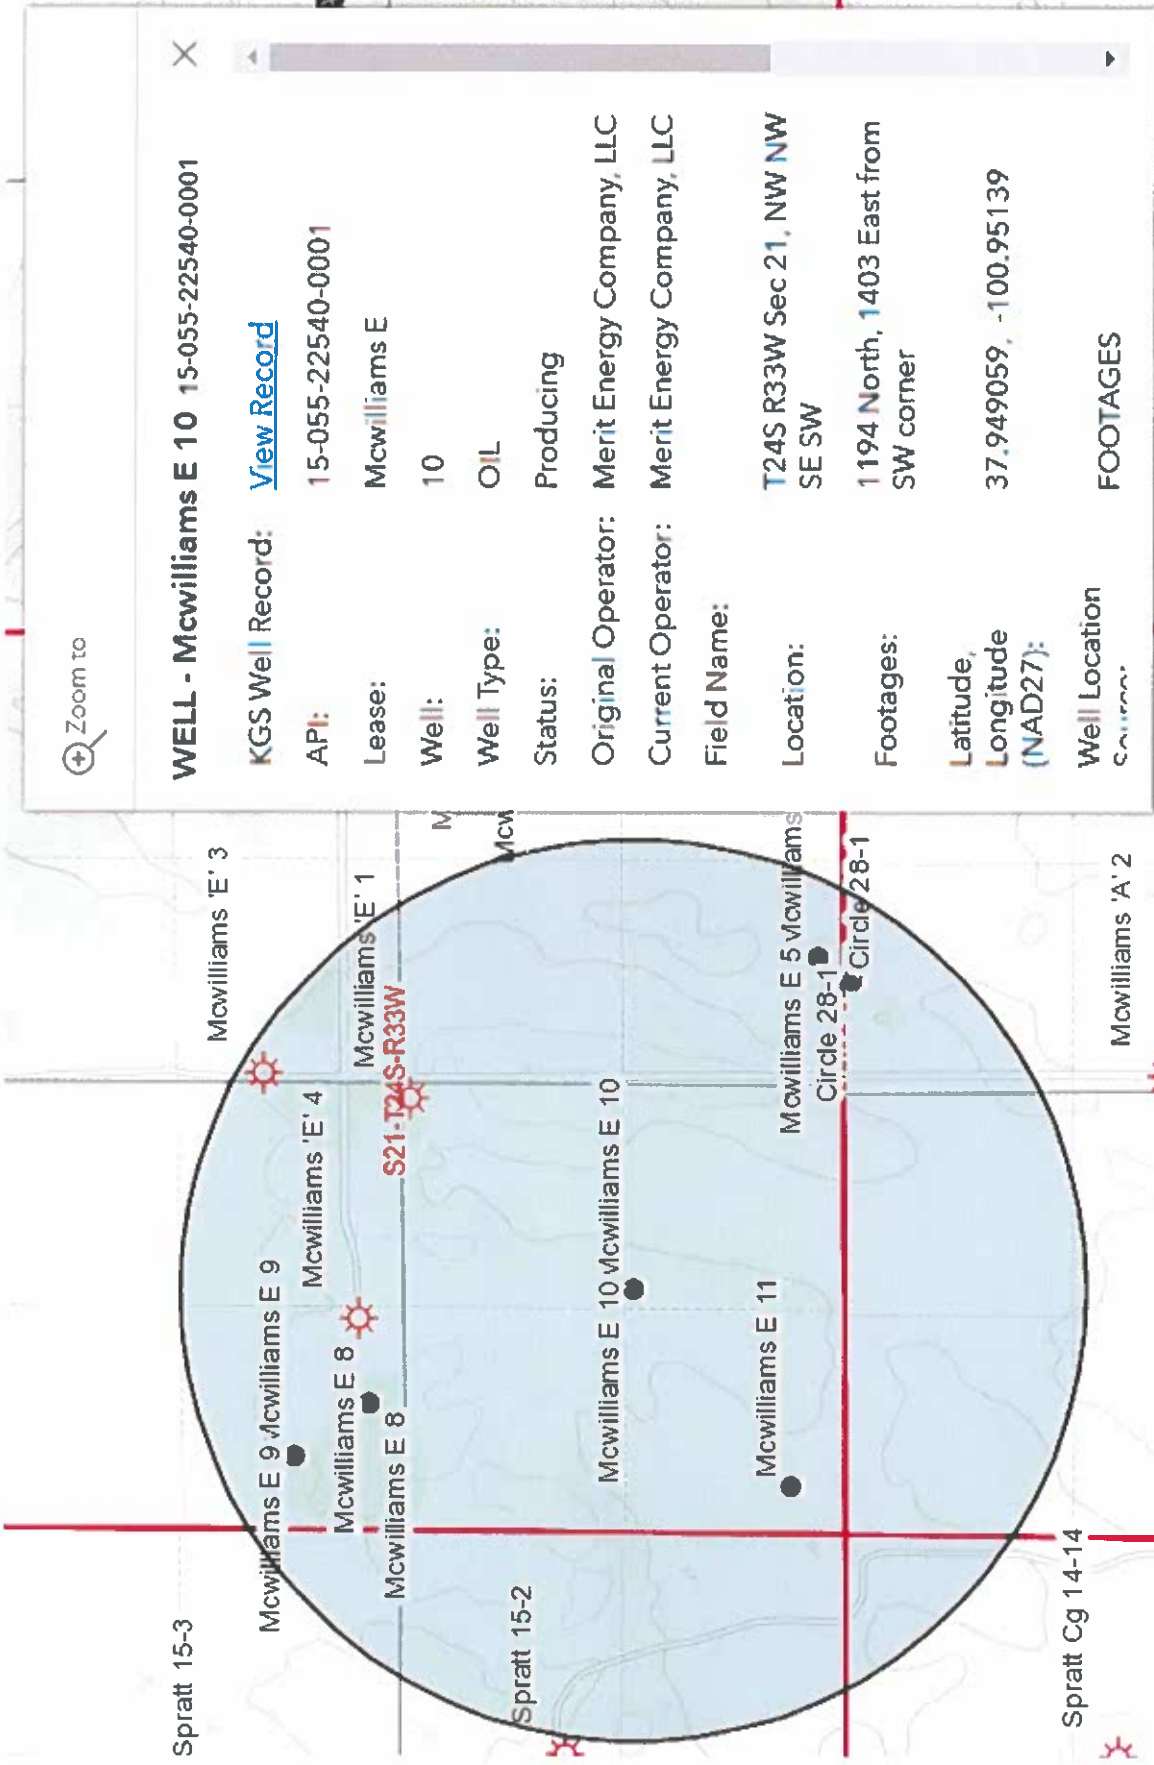 Spratt 15-3
Mcwilliams 'E' 3
Mcwilliams E 9
Mcwilliams E 9
Mcwilliams 'E' 4
Mcwilliams E 8
Mcwilliams 'E' 1
Mcwilliams E 8
S21-T24S-R33W
M
Mcw
Spratt 15-2
Mcwilliams E 10
Mcwilliams E 10
Mcwilliams E 11
Mcwilliams E 5
Mcwilliams
Circle 28-1
Circle 28-1
Spratt Cg 14-14
Mcwilliams 'A' 2
Zoom to
WELL - Mcwilliams E 10 15-055-22540-0001
KGS Well Record: View Record
API: 15-055-22540-0001
Lease: Mcwilliams E
Well: 10
Well Type: OIL
Status: Producing
Original Operator: Merit Energy Company, LLC
Current Operator: Merit Energy Company, LLC
Field Name:
Location: T24S R33W Sec 21, NW NW
SE SW
Footages: 1194 North, 1403 East from
SW corner
Latitude,
Longitude 37.949059, -100.95139
(NAD27):
Well Location FOOTAGES